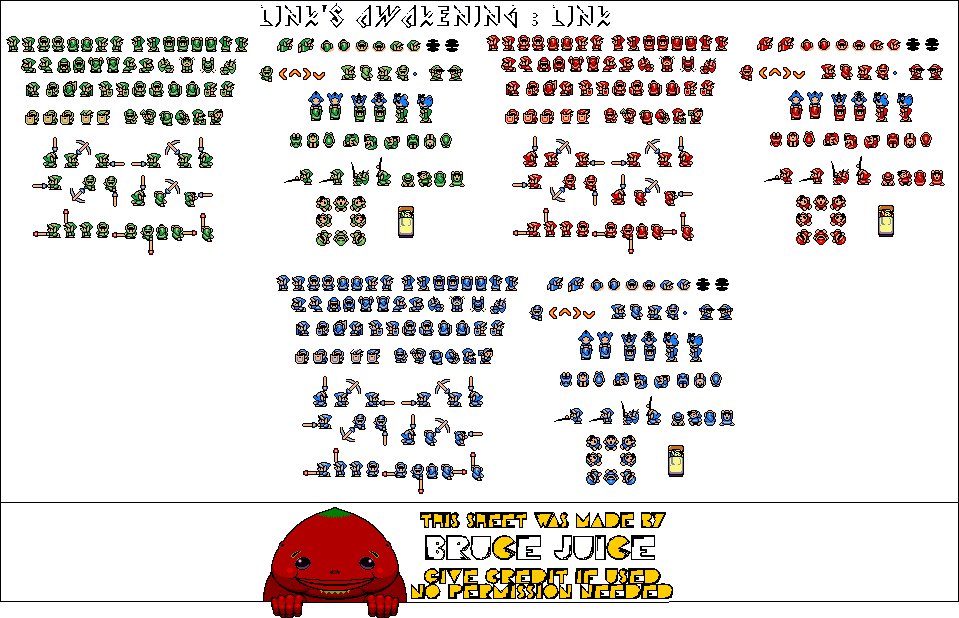 LINK'S AWAKENING : LINK
THIS SHEET WAS MADE BY
BRUCE JUICE
GIVE CREDIT IF USED
NO PERMISSION NEEDED